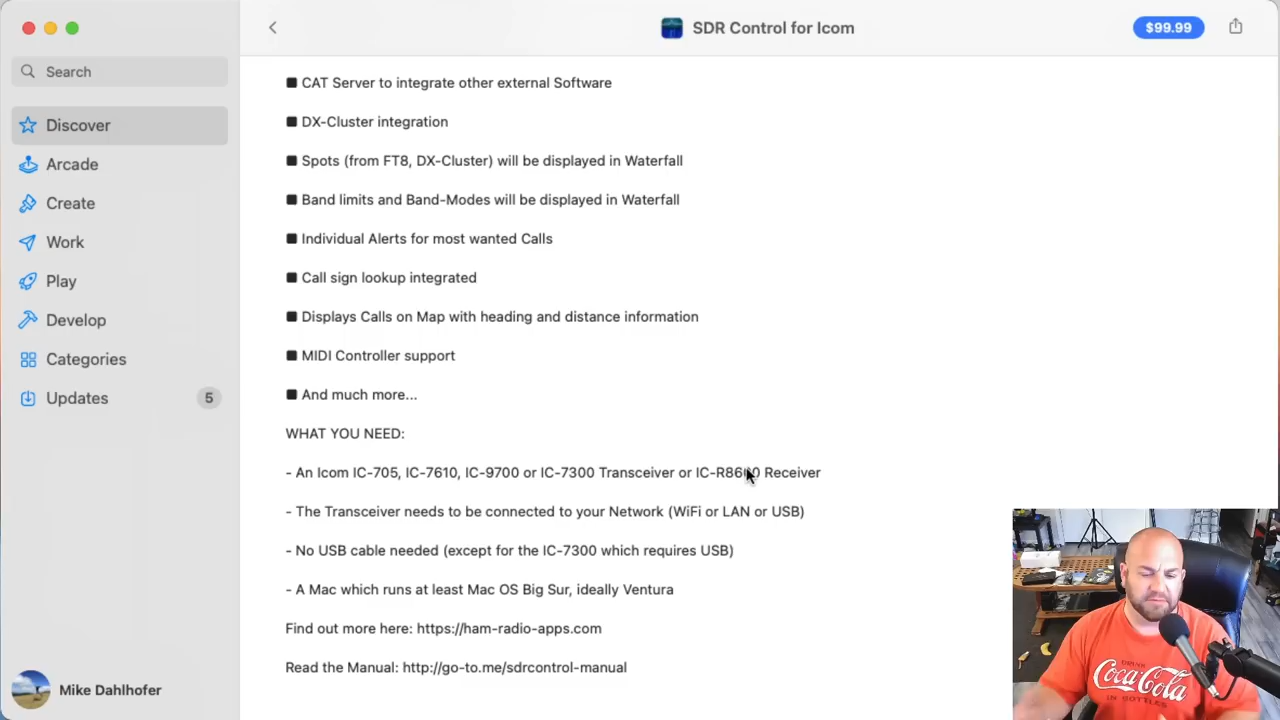 SDR Control for Icom
$99.99
Search
Discover
Arcade
Create
Work
Play
Develop
Categories
Updates
5
Mike Dahlhofer
■ CAT Server to integrate other external Software
■ DX-Cluster integration
■ Spots (from FT8, DX-Cluster) will be displayed in Waterfall
■ Band limits and Band-Modes will be displayed in Waterfall
■ Individual Alerts for most wanted Calls
■ Call sign lookup integrated
■ Displays Calls on Map with heading and distance information
■ MIDI Controller support
■ And much more...
WHAT YOU NEED:
- An Icom IC-705, IC-7610, IC-9700 or IC-7300 Transceiver or IC-R8600 Receiver
- The Transceiver needs to be connected to your Network (WiFi or LAN or USB)
- No USB cable needed (except for the IC-7300 which requires USB)
- A Mac which runs at least Mac OS Big Sur, ideally Ventura
Find out more here: https://ham-radio-apps.com
Read the Manual: http://go-to.me/sdrcontrol-manual
DRINK
Coca-Cola
IN BOTTLES